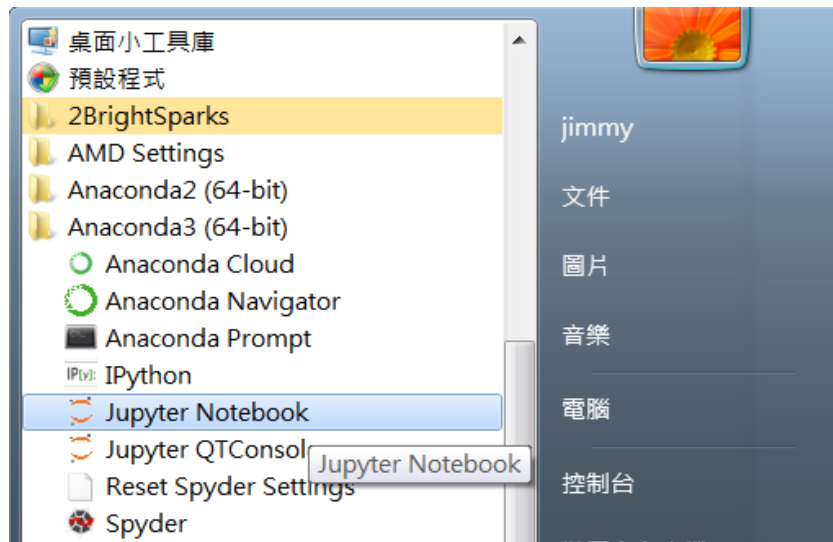 桌面小工具庫
預設程式
2BrightSparks
AMD Settings
Anaconda2 (64-bit)
Anaconda3 (64-bit)
Anaconda Cloud
Anaconda Navigator
Anaconda Prompt
IP[y]: IPython
Jupyter Notebook
Jupyter QTConsole
Jupyter Notebook
Reset Spyder Settings
Spyder
jimmy
文件
圖片
音樂
電腦
控制台